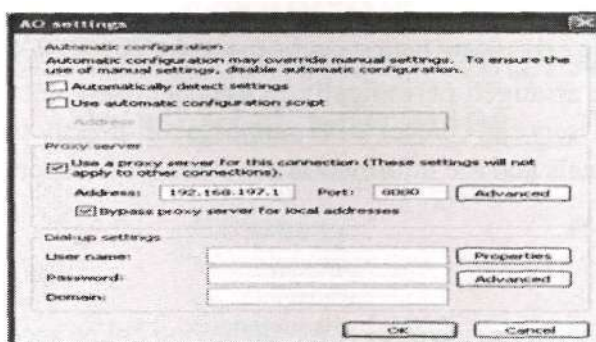 AO settings
Automatic configuration
Automatic configuration may override manual settings. To ensure the
use of manual settings, disable automatic configuration.
Automatically detect settings
Use automatic configuration script
Address
Proxy server
Use a proxy server for this connection (These settings will not
apply to other connections).
Address: 192.168.197.1 Port: 8080 Advanced
Bypass proxy server for local addresses
Dial-up settings
User name: Properties
Password: Advanced
Domain:
OK Cancel